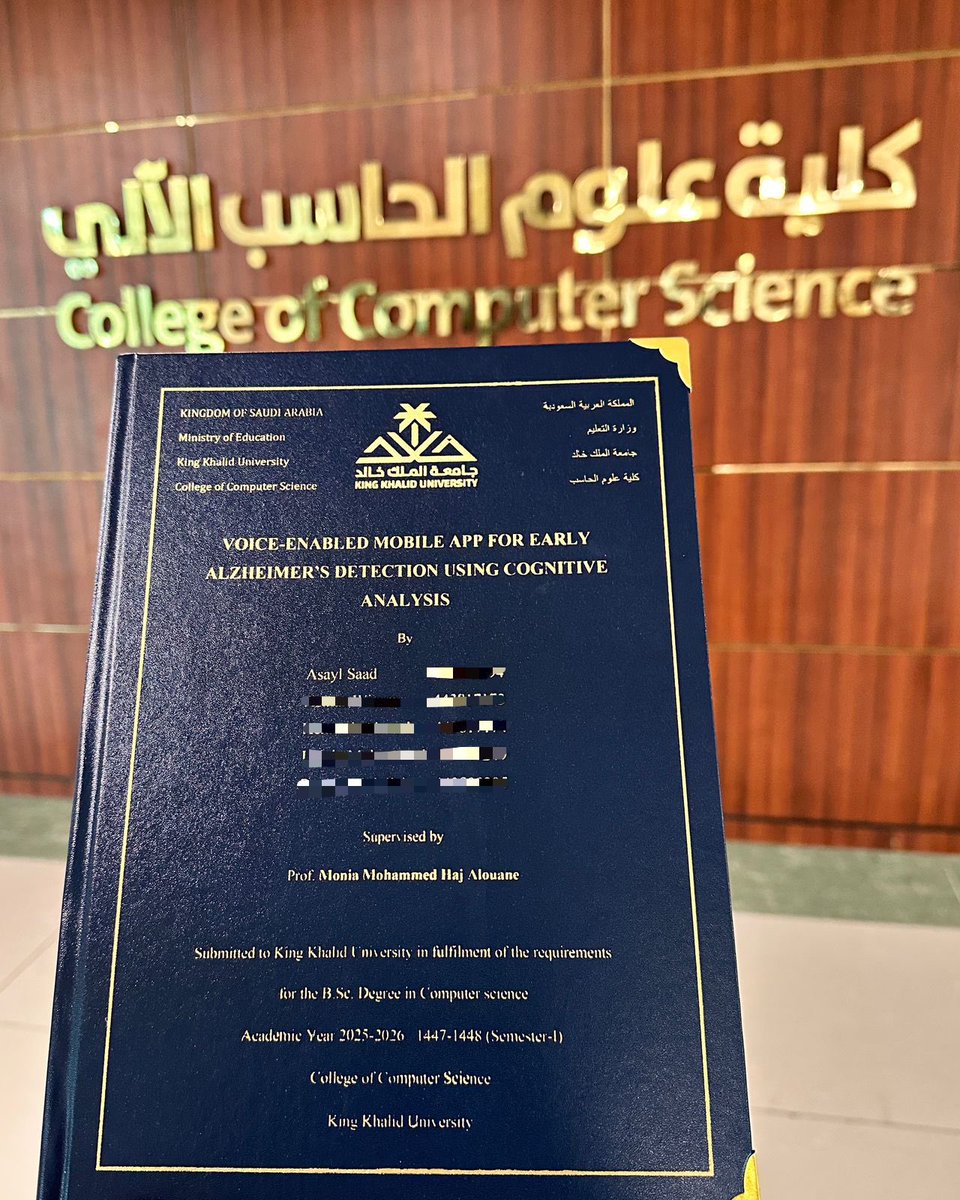 كلية علوم الحاسب الآلي
College of Computer Science
KINGDOM OF SAUDI ARABIA
Ministry of Education
King Khalid University
College of Computer Science
جامعة الملك خالد
KING KHALID UNIVERSITY
المملكة العربية السعودية
وزارة التعليم
جامعة الملك خالد
كلية علوم الحاسب
VOICE-ENABLED MOBILE APP FOR EARLY
ALZHEIMER'S DETECTION USING COGNITIVE
ANALYSIS
By
Asayl Saad
Supervised by
Prof. Monia Mohammed Haj Alouane
Submitted to King Khalid University in fulfilment of the requirements
for the B.Sc. Degree in Computer science
Academic Year 2025-2026 1447-1448 (Semester-I)
College of Computer Science
King Khalid University